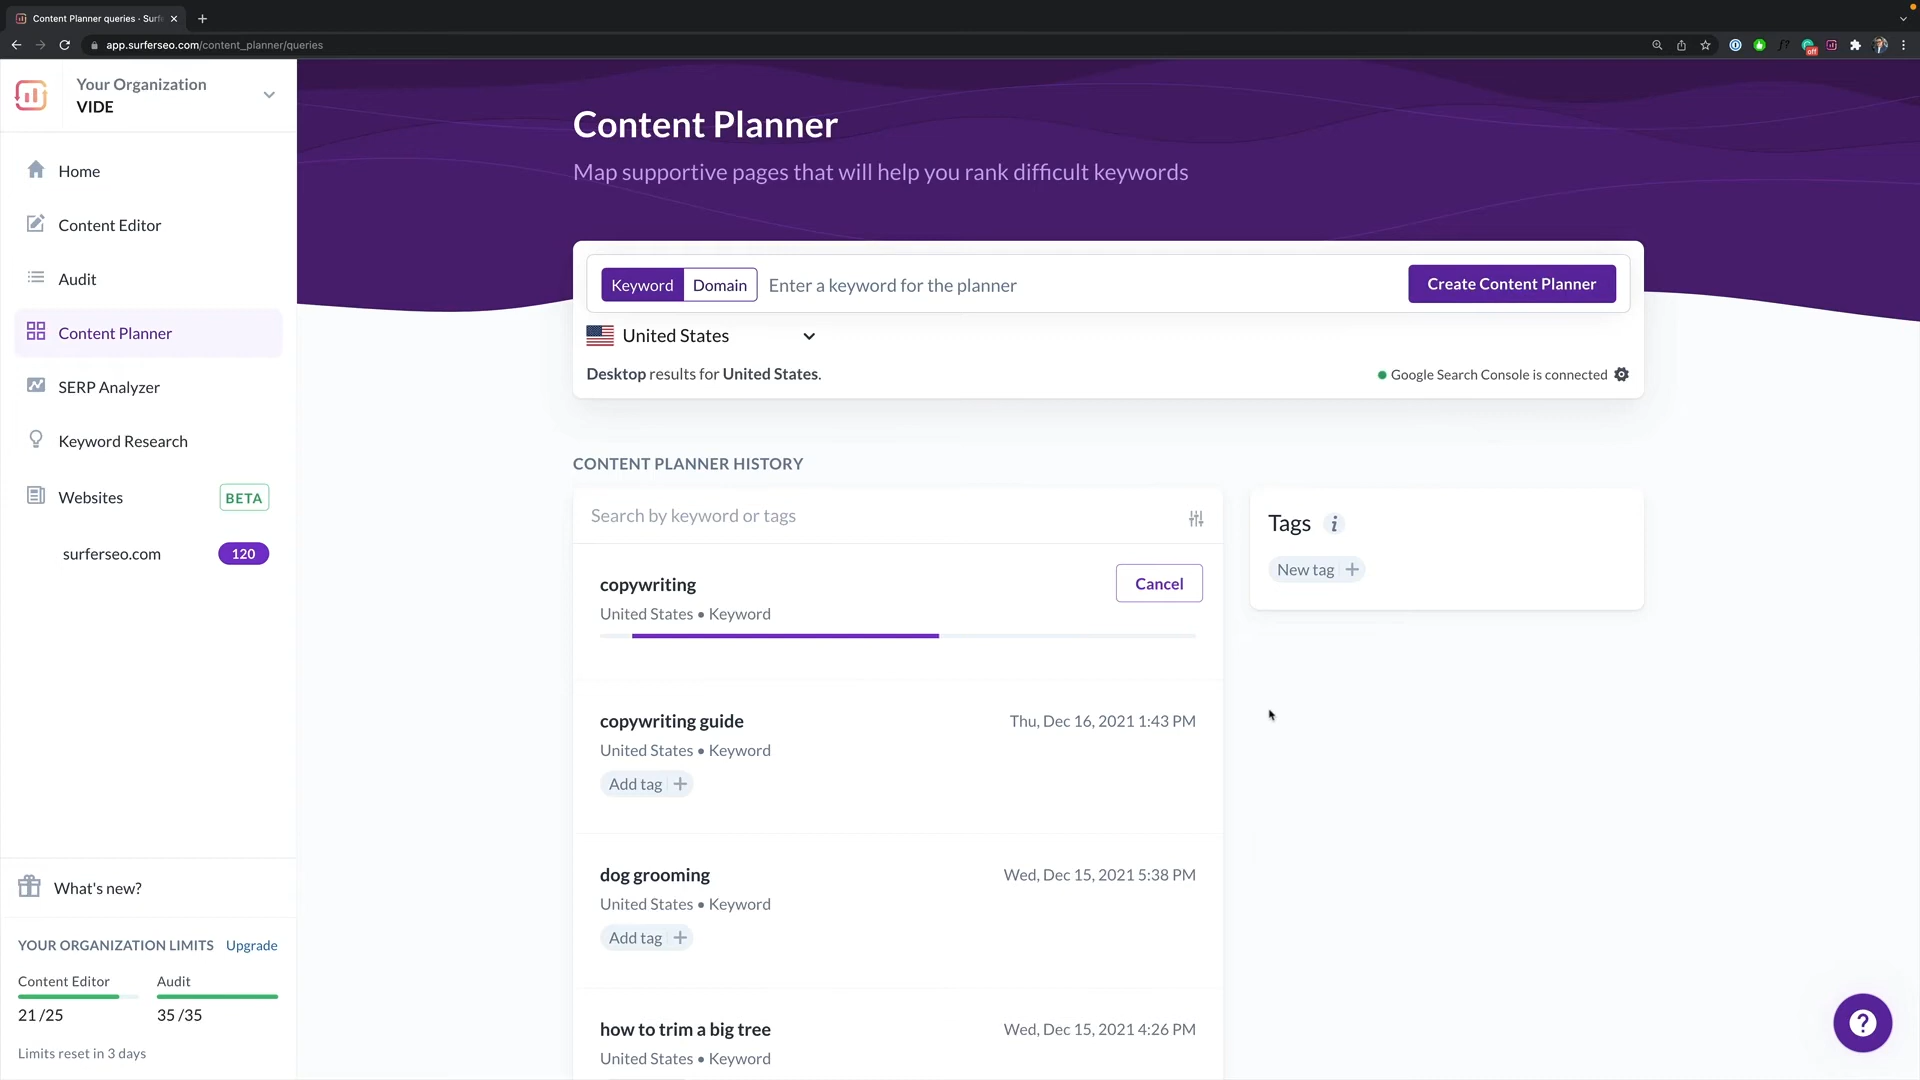 Content Planner queries · Surf
app.surferseo.com/content_planner/queries
off
Your Organization
VIDE
Home
Content Editor
Audit
Content Planner
SERP Analyzer
Keyword Research
Websites
BETA
surferseo.com
120
What's new?
YOUR ORGANIZATION LIMITS
Upgrade
Content Editor
Audit
21/25
35/35
Limits reset in 3 days
Content Planner
Map supportive pages that will help you rank difficult keywords
Keyword
Domain
Enter a keyword for the planner
Create Content Planner
United States
Desktop results for United States.
Google Search Console is connected
CONTENT PLANNER HISTORY
Search by keyword or tags
copywriting
Cancel
United States • Keyword
copywriting guide
Thu, Dec 16, 2021 1:43 PM
United States • Keyword
Add tag +
dog grooming
Wed, Dec 15, 2021 5:38 PM
United States • Keyword
Add tag +
how to trim a big tree
Wed, Dec 15, 2021 4:26 PM
United States • Keyword
Tags i
New tag +
?